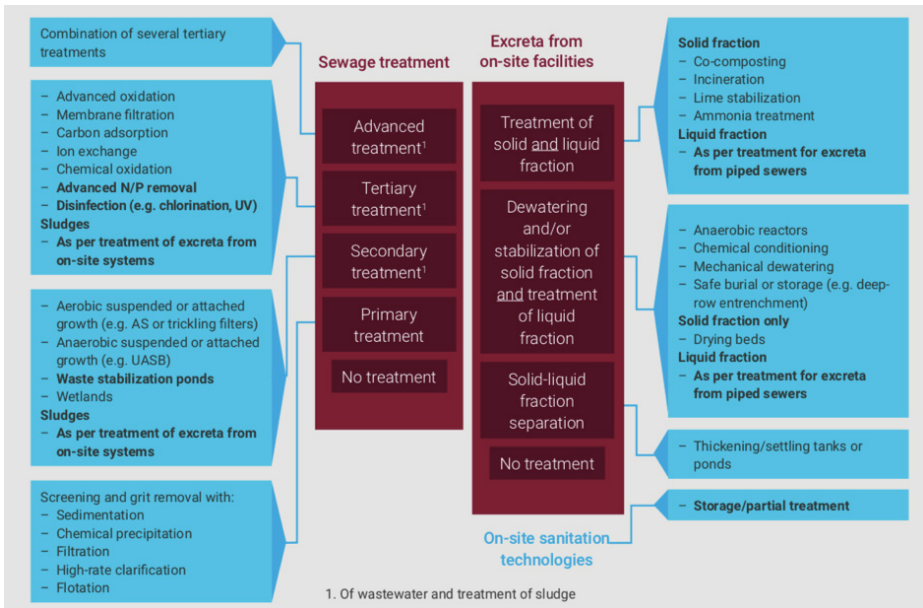 Combination of several tertiary
treatments
– Advanced oxidation
– Membrane filtration
– Carbon adsorption
– Ion exchange
– Chemical oxidation
– Advanced N/P removal
– Disinfection (e.g. chlorination, UV)
Sludges
– As per treatment of excreta from
on-site systems
– Aerobic suspended or attached
growth (e.g. AS or trickling filters)
– Anaerobic suspended or attached
growth (e.g. UASB)
– Waste stabilization ponds
– Wetlands
Sludges
– As per treatment of excreta from
on-site systems
Screening and grit removal with:
– Sedimentation
– Chemical precipitation
– Filtration
– High-rate clarification
– Flotation
Sewage treatment
Advanced
treatment¹
Tertiary
treatment¹
Secondary
treatment¹
Primary
treatment
No treatment
Excreta from
on-site facilities
Treatment of
solid and liquid
fraction
Dewatering
and/or
stabilization of
solid fraction
and treatment
of liquid
fraction
Solid-liquid
fraction
separation
No treatment
On-site sanitation
technologies
Solid fraction
– Co-composting
– Incineration
– Lime stabilization
– Ammonia treatment
Liquid fraction
– As per treatment for excreta
from piped sewers
– Anaerobic reactors
– Chemical conditioning
– Mechanical dewatering
– Safe burial or storage (e.g. deep-
row entrenchment)
Solid fraction only
– Drying beds
Liquid fraction
– As per treatment for excreta
from piped sewers
– Thickening/settling tanks or
ponds
– Storage/partial treatment
1. Of wastewater and treatment of sludge